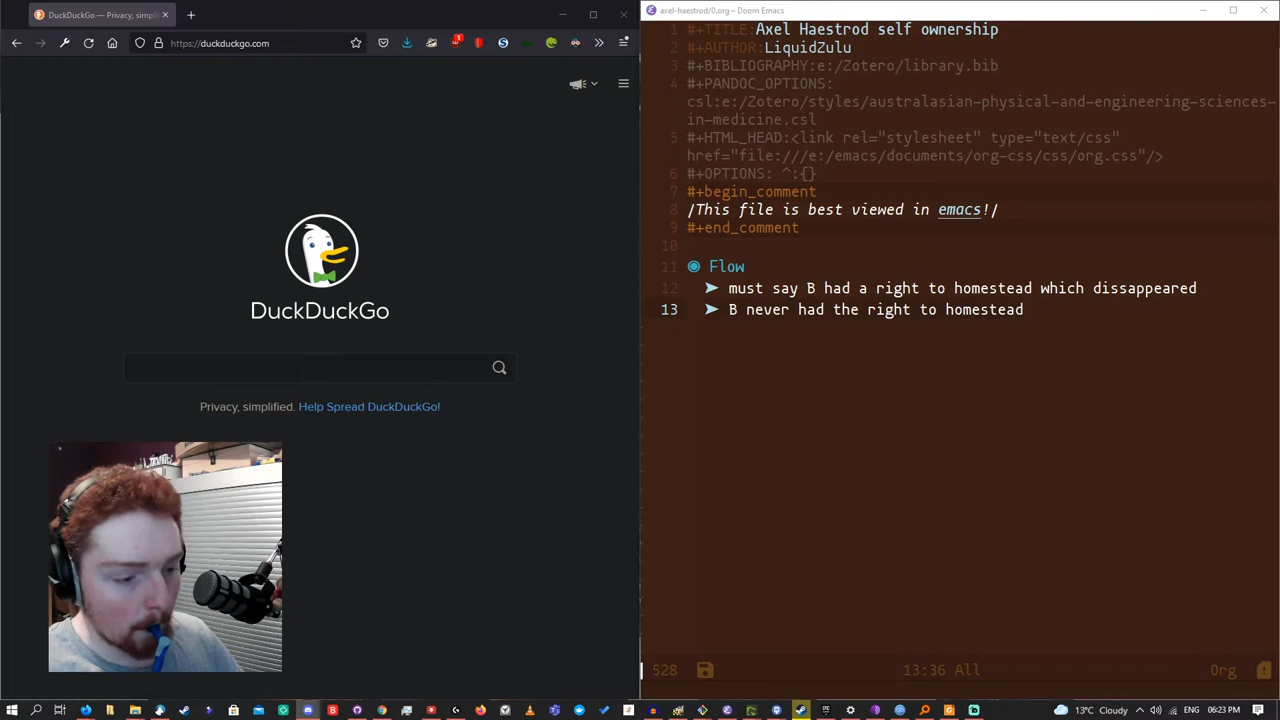 DuckDuckGo — Privacy, simplif
https://duckduckgo.com
DuckDuckGo
Privacy, simplified. Help Spread DuckDuckGo!
axel-haestrod/0.org – Doom Emacs
1 #+TITLE:Axel Haestrod self ownership
2 #+AUTHOR:LiquidZulu
3 #+BIBLIOGRAPHY:e:/Zotero/library.bib
4 #+PANDOC_OPTIONS:
csl:e:/Zotero/styles/australasian-physical-and-engineering-sciences-
in-medicine.csl
5 #+HTML_HEAD:<link rel="stylesheet" type="text/css"
href="file:///e:/emacs/documents/org-css/css/org.css"/>
6 #+OPTIONS: ^:{}
7 #+begin_comment
8 /This file is best viewed in emacs!/
9 #+end_comment
10
11 ◉ Flow
12 ➤ must say B had a right to homestead which dissappeared
13 ➤ B never had the right to homestead
528 13:36 All Org
13°C Cloudy 06:23 PM